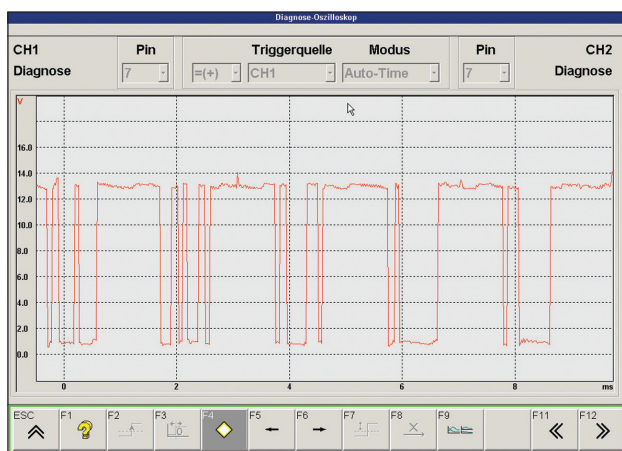 Diagnose-Oszilloskop
CH1 Pin Triggerquelle Modus Pin CH2
Diagnose 7 =(+) CH1 Auto-Time 7 Diagnose
V
16.0
14.0
12.0
10.0
8.0
6.0
4.0
2.0
0.0
0 2 4 6 8 ms
ESC F1 F2 F3 F4 F5 F6 F7 F8 F9 F11 F12